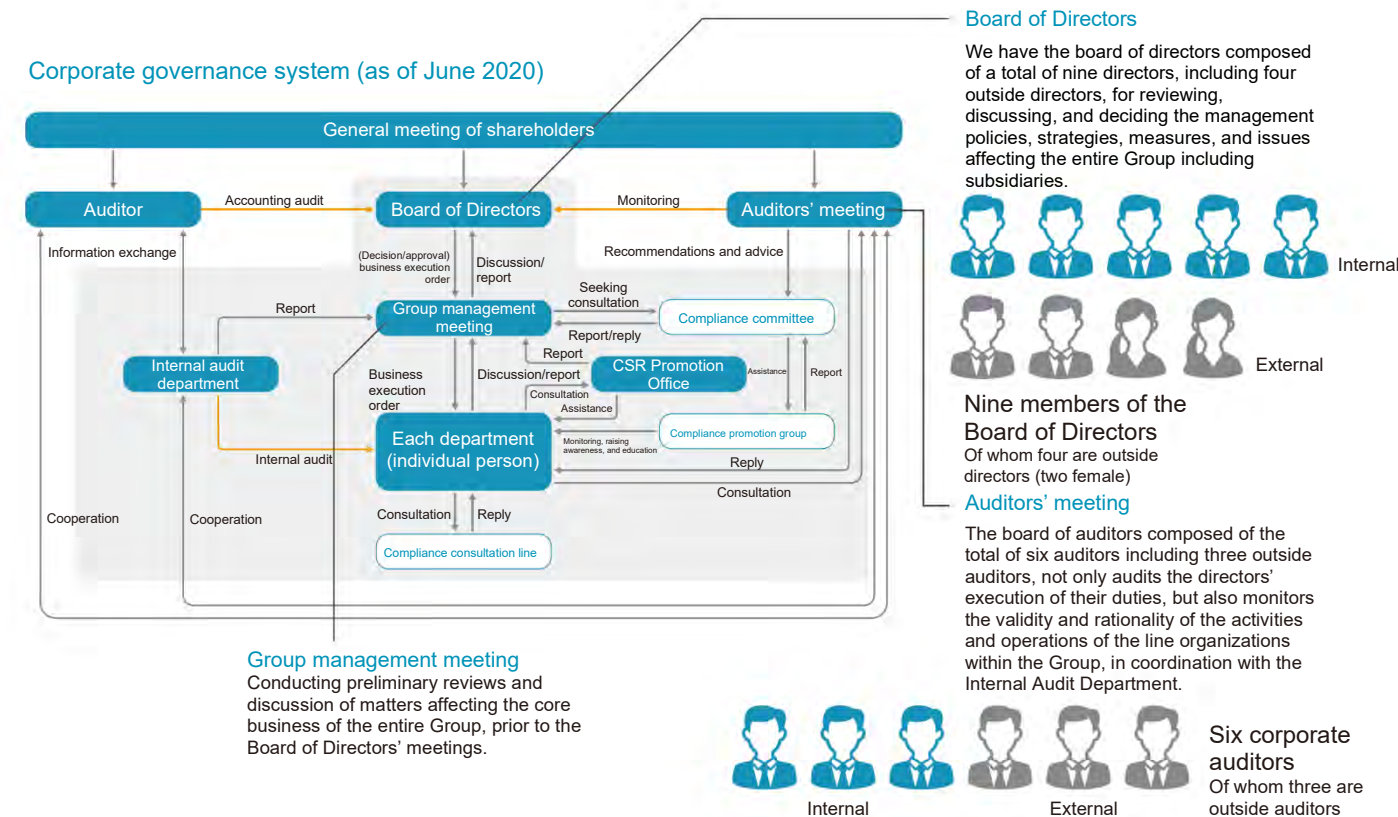 Corporate governance system (as of June 2020)
General meeting of shareholders
Auditor
Accounting audit
Board of Directors
Monitoring
Auditors' meeting
Information exchange
(Decision/approval)
business execution
order
Discussion/
report
Recommendations and advice
Report
Group management
meeting
Seeking
consultation
Report/reply
Compliance committee
Internal audit
department
Business
execution
order
Report
Discussion/report
CSR Promotion
Office
Assistance
Report
Consultation
Assistance
Each department
(individual person)
Compliance promotion group
Monitoring, raising
awareness, and education
Internal audit
Reply
Consultation
Cooperation
Cooperation
Consultation
Reply
Compliance consultation line
Group management meeting
Conducting preliminary reviews and
discussion of matters affecting the core
business of the entire Group, prior to the
Board of Directors' meetings.
Board of Directors
We have the board of directors composed
of a total of nine directors, including four
outside directors, for reviewing,
discussing, and deciding the management
policies, strategies, measures, and issues
affecting the entire Group including
subsidiaries.
Internal
External
Nine members of the
Board of Directors
Of whom four are outside
directors (two female)
Auditors' meeting
The board of auditors composed of the
total of six auditors including three outside
auditors, not only audits the directors'
execution of their duties, but also monitors
the validity and rationality of the activities
and operations of the line organizations
within the Group, in coordination with the
Internal Audit Department.
Internal
External
Six corporate
auditors
Of whom three are
outside auditors